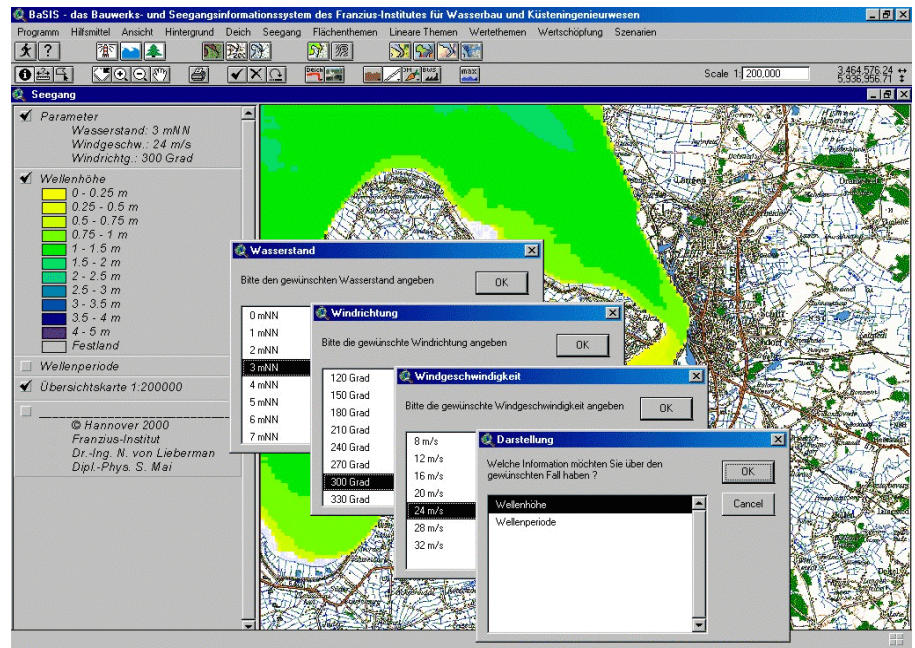 BaSIS - das Bauwerks- und Seegangsinformationssystem des Franzius-Institutes für Wasserbau und Küsteningenieurwesen
Programm Hilfsmittel Ansicht Hintergrund Deich Seegang Flächenthemen Lineare Themen Wertethemen Wertschöpfung Szenarien
Scale 1: 200,000
3,464,576.24
5,936,956.71
Seegang
Parameter
Wasserstand: 3 mNN
Windgeschw.: 24 m/s
Windrichtg.: 300 Grad
Wellenhöhe
0 - 0.25 m
0.25 - 0.5 m
0.5 - 0.75 m
0.75 - 1 m
1 - 1.5 m
1.5 - 2 m
2 - 2.5 m
2.5 - 3 m
3 - 3.5 m
3.5 - 4 m
4 - 5 m
Festland
Wellenperiode
Übersichtskarte 1:200000
© Hannover 2000
Franzius-Institut
Dr.-Ing. N. von Lieberman
Dipl.-Phys. S. Mai
Wasserstand
Bitte den gewünschten Wasserstand angeben
OK
0 mNN
1 mNN
2 mNN
3 mNN
4 mNN
5 mNN
6 mNN
7 mNN
Windrichtung
Bitte die gewünschte Windrichtung angeben
OK
120 Grad
150 Grad
180 Grad
210 Grad
240 Grad
270 Grad
300 Grad
330 Grad
Windgeschwindigkeit
Bitte die gewünschte Windgeschwindigkeit angeben
OK
8 m/s
12 m/s
16 m/s
20 m/s
24 m/s
28 m/s
32 m/s
Darstellung
Welche Information möchten Sie über den
gewünschten Fall haben ?
OK
Cancel
Wellenhöhe
Wellenperiode
Langen